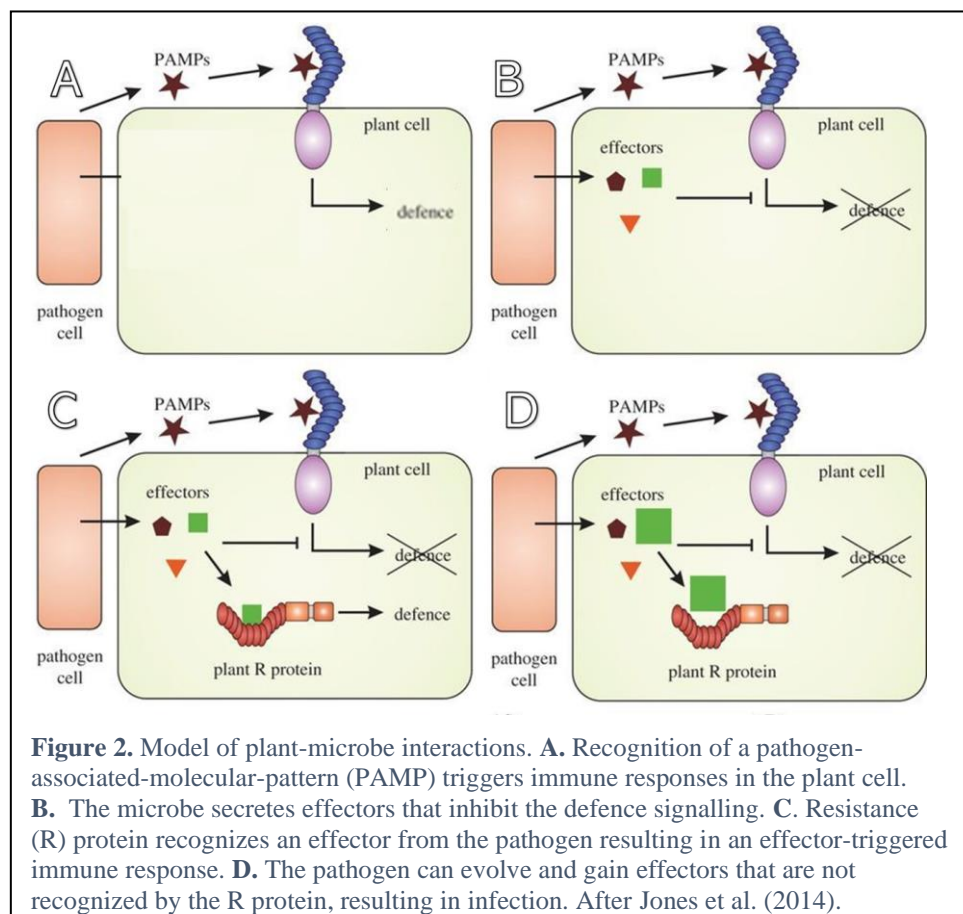 A
PAMPs
plant cell
defence
pathogen
cell
B
PAMPs
plant cell
effectors
defence
pathogen
cell
C
PAMPs
plant cell
effectors
defence
defence
plant R protein
pathogen
cell
D
PAMPs
plant cell
effectors
defence
plant R protein
pathogen
cell
Figure 2. Model of plant-microbe interactions. A. Recognition of a pathogen-
associated-molecular-pattern (PAMP) triggers immune responses in the plant cell.
B. The microbe secretes effectors that inhibit the defence signalling. C. Resistance
(R) protein recognizes an effector from the pathogen resulting in an effector-triggered
immune response. D. The pathogen can evolve and gain effectors that are not
recognized by the R protein, resulting in infection. After Jones et al. (2014).